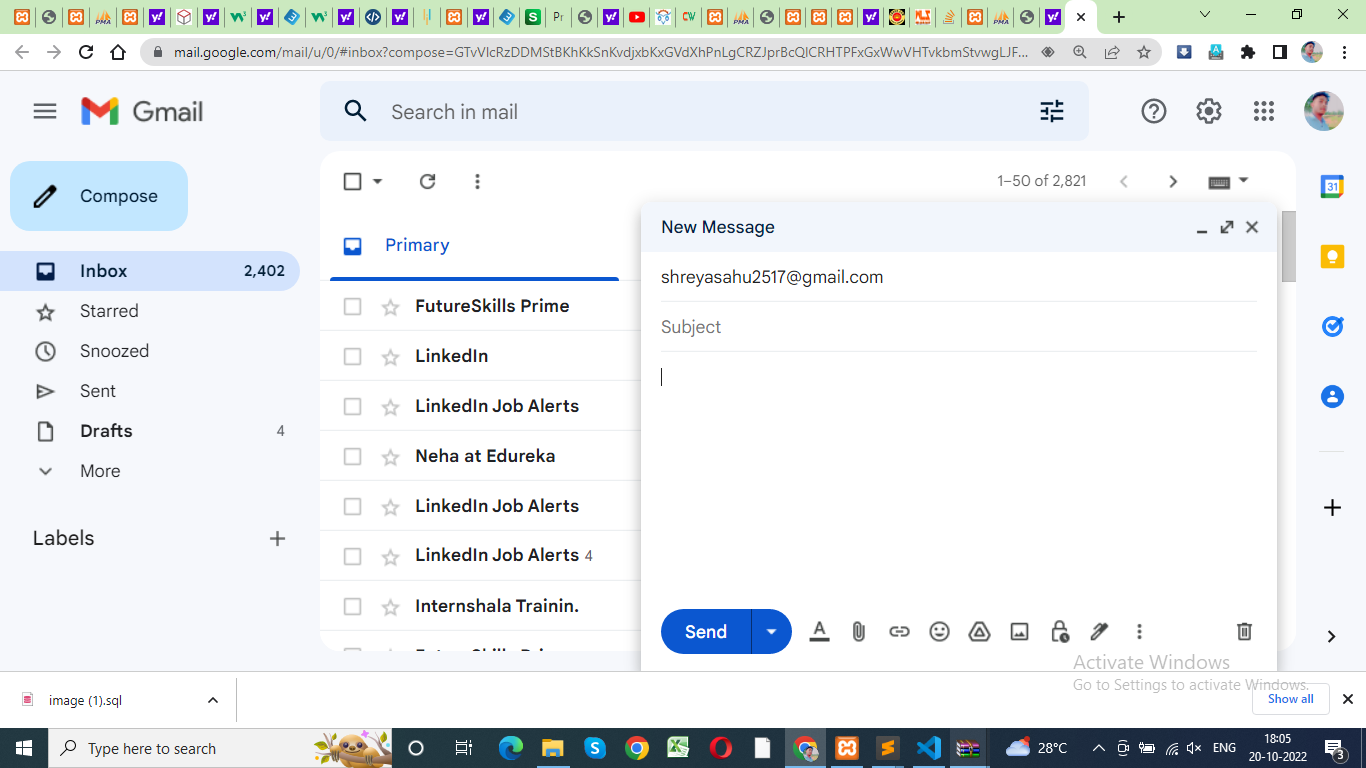 mail.google.com/mail/u/0/#inbox?compose=GTvVlcRzDDMStBKhKkSnKvdjxbKxGVdXhPnLgCRZJprBcQlCRHTPFxGxWwVHTvkbmStvwgLJF...
Gmail
Search in mail
Compose
1–50 of 2,821
New Message
Primary
Inbox 2,402
shreyasahu2517@gmail.com
Starred
FutureSkills Prime
Subject
Snoozed
LinkedIn
Sent
LinkedIn Job Alerts
Drafts 4
Neha at Edureka
More
LinkedIn Job Alerts
Labels
LinkedIn Job Alerts 4
Internshala Trainin.
Send
Activate Windows
Go to Settings to activate Windows.
image (1).sql
Show all
Type here to search
28°C
ENG
18:05
20-10-2022
3